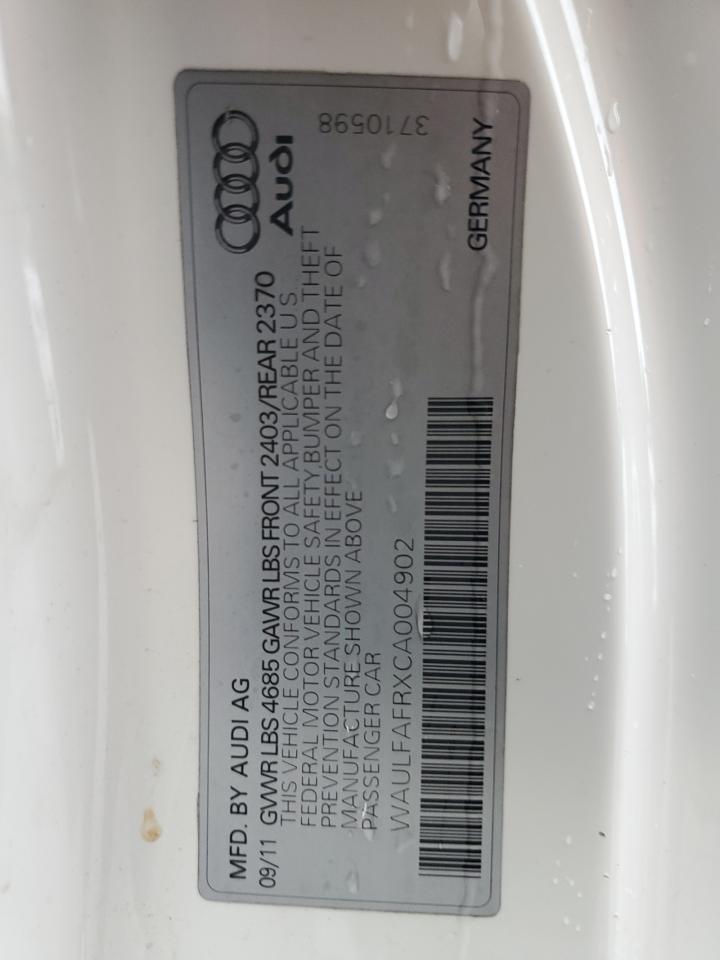 MFD. BY AUDI AG
09/11 GVWR LBS 4685 GAWR LBS FRONT 2403/REAR 2370
THIS VEHICLE CONFORMS TO ALL APPLICABLE U.S.
FEDERAL MOTOR VEHICLE SAFETY,BUMPER AND THEFT
PREVENTION STANDARDS IN EFFECT ON THE DATE OF
MANUFACTURE SHOWN ABOVE
PASSENGER CAR
WAULFAFRXCA004902
Audi
3710598
GERMANY